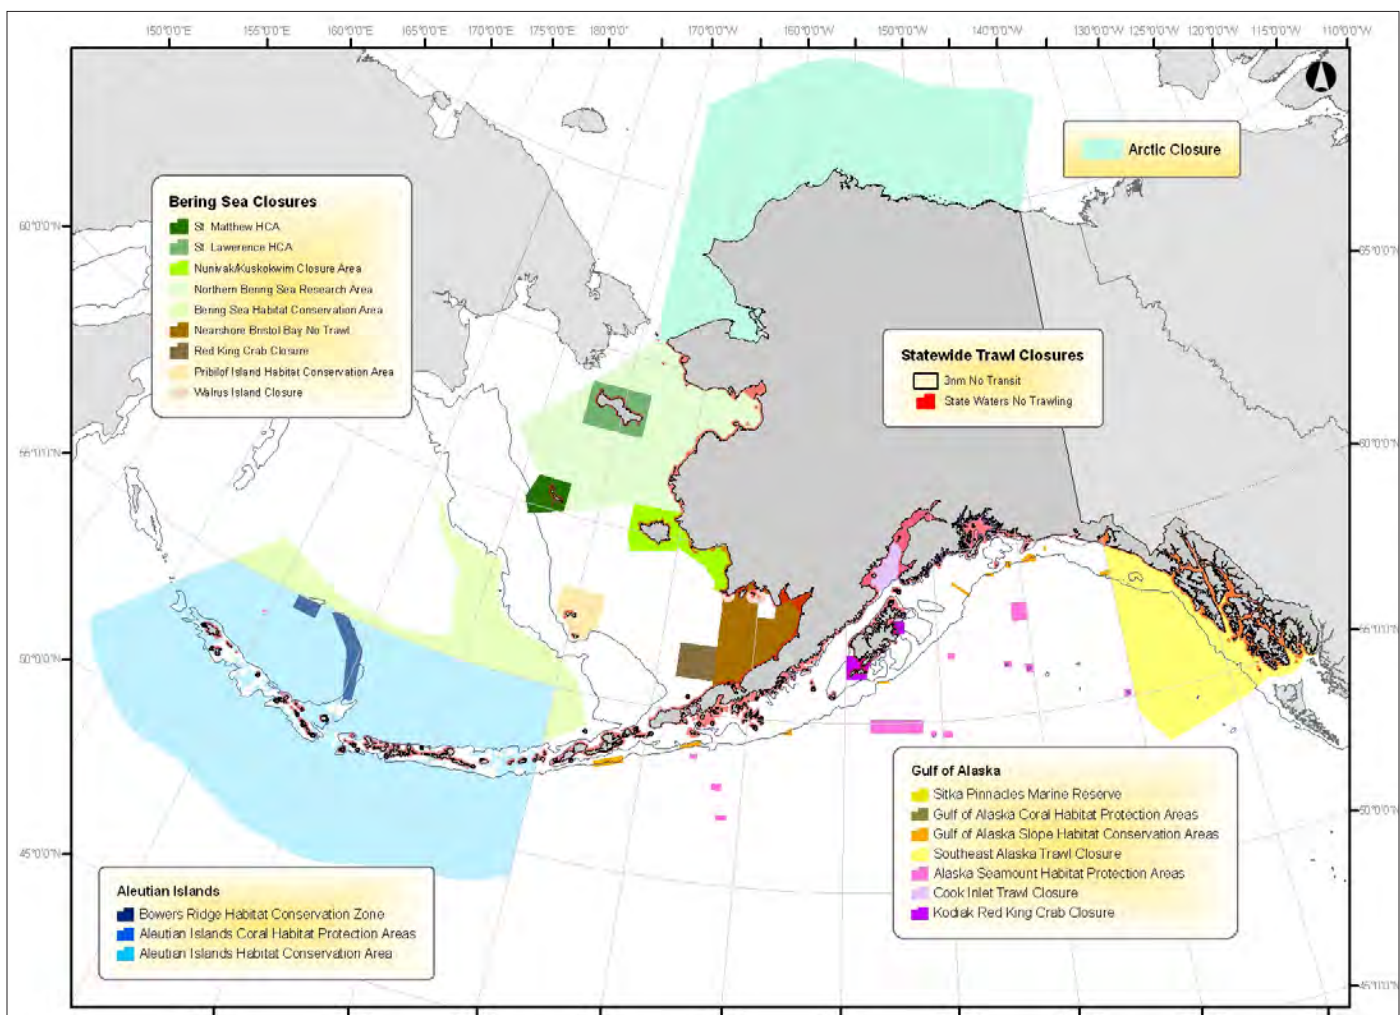 150°0'0"W 155°0'0"W 160°0'0"W 165°0'0"W 170°0'0"W 175°0'0"W 180°0'0"W 170°0'0"W 160°0'0"W 150°0'0"W 140°0'0"W 130°0'0"W 125°0'0"W 120°0'0"W 115°0'0"W 110°0'0"W
Arctic Closure
Bering Sea Closures
St. Matthew HCA
St. Lawerence HCA
Nunivak/Kuskokwim Closure Area
Northern Bering Sea Research Area
Bering Sea Habitat Conservation Area
Nearshore Bristol Bay No Trawl
Red King Crab Closure
Pribilof Island Habitat Conservation Area
Walrus Island Closure
60°0'0"N
65°0'0"N
Statewide Trawl Closures
3nm No Transit
State Waters No Trawling
60°0'0"N
55°0'0"N
55°0'0"N
50°0'0"N
Gulf of Alaska
Sitka Pinnacles Marine Reserve
Gulf of Alaska Coral Habitat Protection Areas
Gulf of Alaska Slope Habitat Conservation Areas
Southeast Alaska Trawl Closure
Alaska Seamount Habitat Protection Areas
Cook Inlet Trawl Closure
Kodiak Red King Crab Closure
50°0'0"N
45°0'0"N
Aleutian Islands
Bowers Ridge Habitat Conservation Zone
Aleutian Islands Coral Habitat Protection Areas
Aleutian Islands Habitat Conservation Area
45°0'0"N